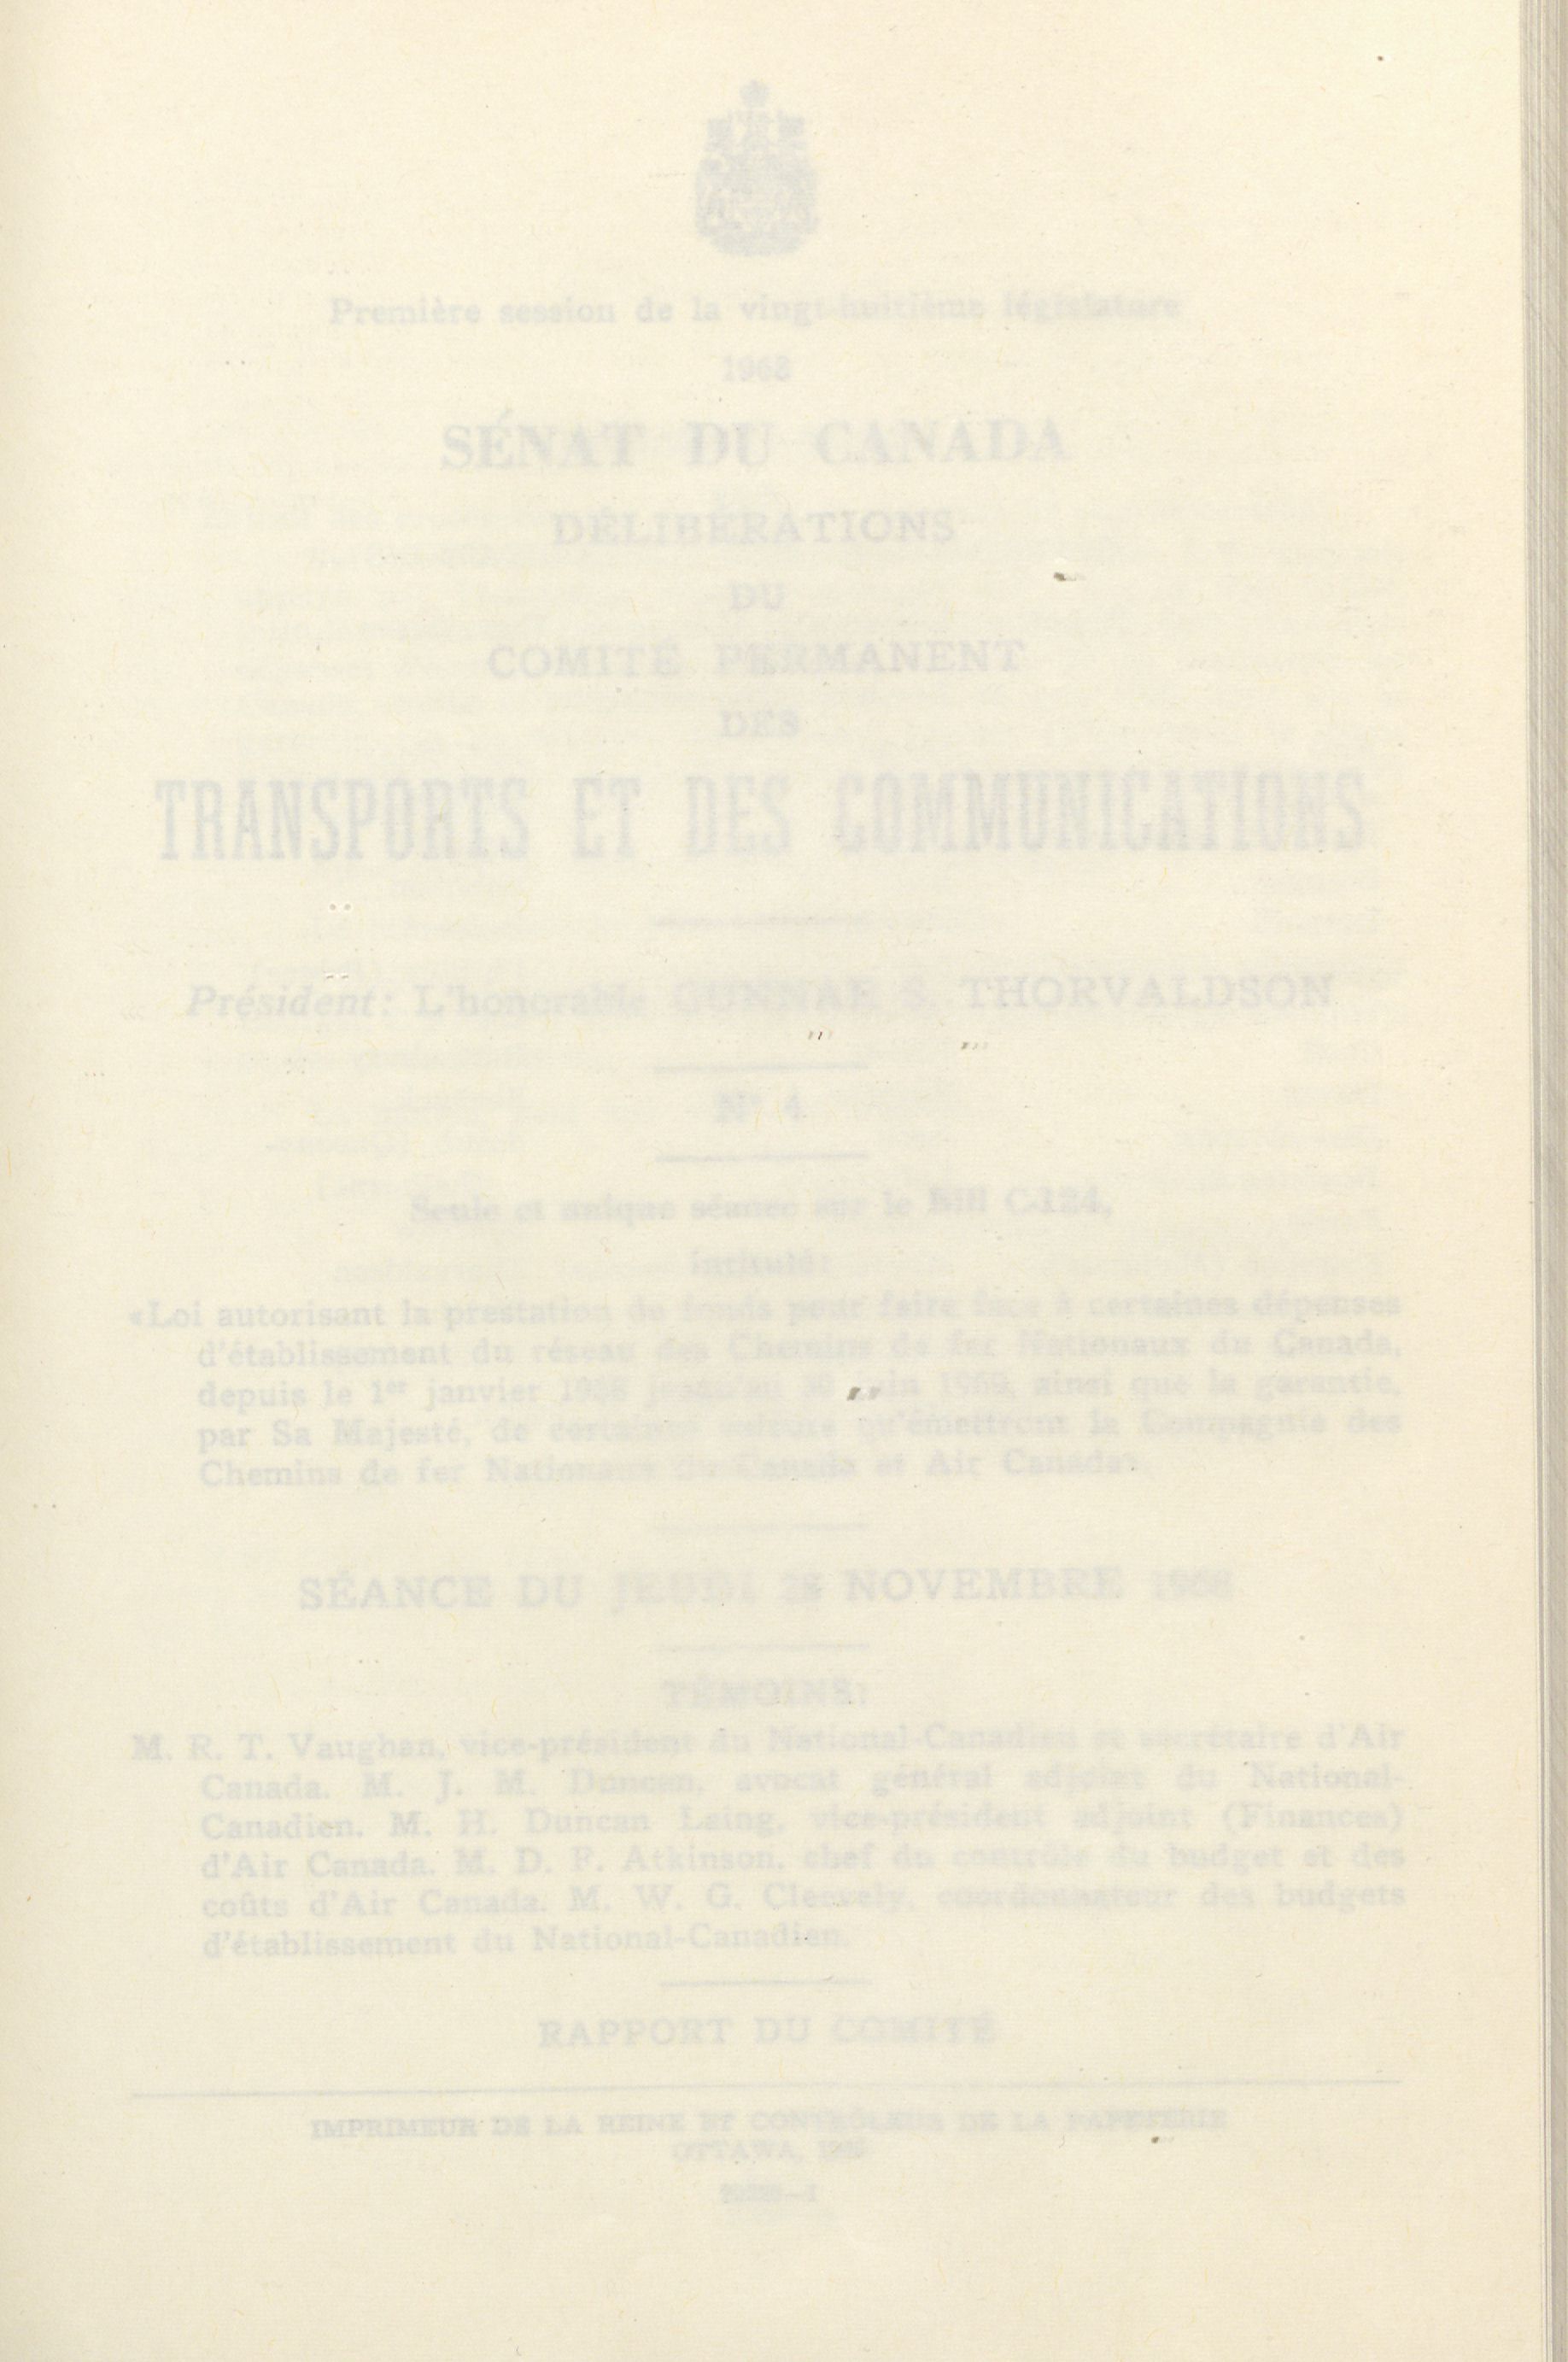 Première session de la vingt-huitième législature
1968
SÉNAT DU CANADA
DÉLIBÉRATIONS
DU
COMITÉ PERMANENT
DES
TRANSPORTS ET DES COMMUNICATIONS
Président: L'honorable GUNNAR S. THORVALDSON
N° 4
Seule et unique séance sur le Bill C-124,
intitulé:
«Loi autorisant la prestation de fonds pour faire face à certaines dépenses
d'établissement du réseau des Chemins de fer Nationaux du Canada,
depuis le 1er janvier 1968 jusqu'au 30 juin 1969, ainsi que la garantie,
par Sa Majesté, de certaines valeurs qu'émettront la Compagnie des
Chemins de fer Nationaux du Canada et Air Canada».
SÉANCE DU JEUDI NOVEMBRE 1968
TÉMOINS:
M. R. T. Vaughan, vice-président du National-Canadien et secrétaire d'Air
Canada. M. J. M. Duncan, avocat général adjoint du National-
Canadien. M. H. Duncan Laing, vice-président adjoint (Finances)
d'Air Canada. M. D. F. Atkinson, chef du contrôle du budget et des
coûts d'Air Canada. M. W. G. Cleevely, coordonnateur des budgets
d'établissement du National-Canadien.
RAPPORT DU COMITÉ
IMPRIMEUR DE LA REINE ET CONTRÔLEUR DE LA PAPETERIE
OTTAWA, 1968